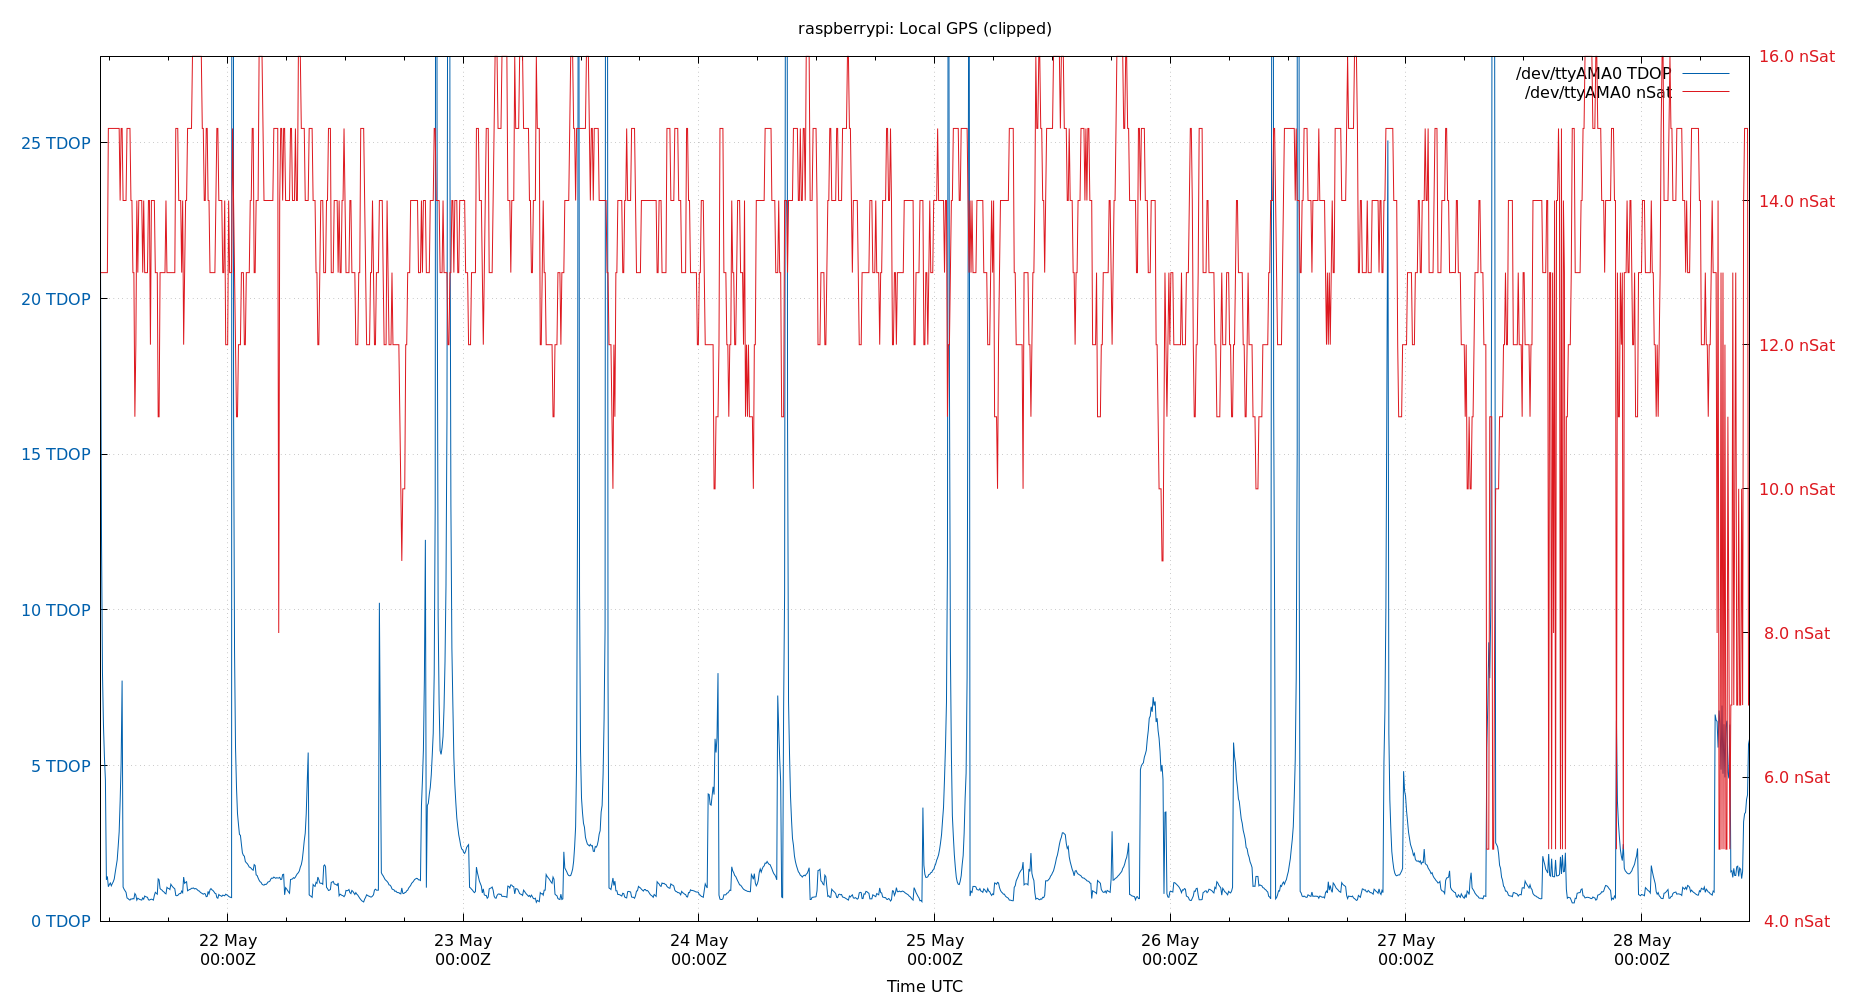 raspberrypi: Local GPS (clipped)
16.0 nSat
/dev/ttyAMA0 TDOP
/dev/ttyAMA0 nSat
25 TDOP
14.0 nSat
20 TDOP
12.0 nSat
15 TDOP
10.0 nSat
10 TDOP
8.0 nSat
5 TDOP
6.0 nSat
0 TDOP
4.0 nSat
22 May 23 May 24 May 25 May 26 May 27 May 28 May
00:00Z 00:00Z 00:00Z 00:00Z 00:00Z 00:00Z 00:00Z
Time UTC